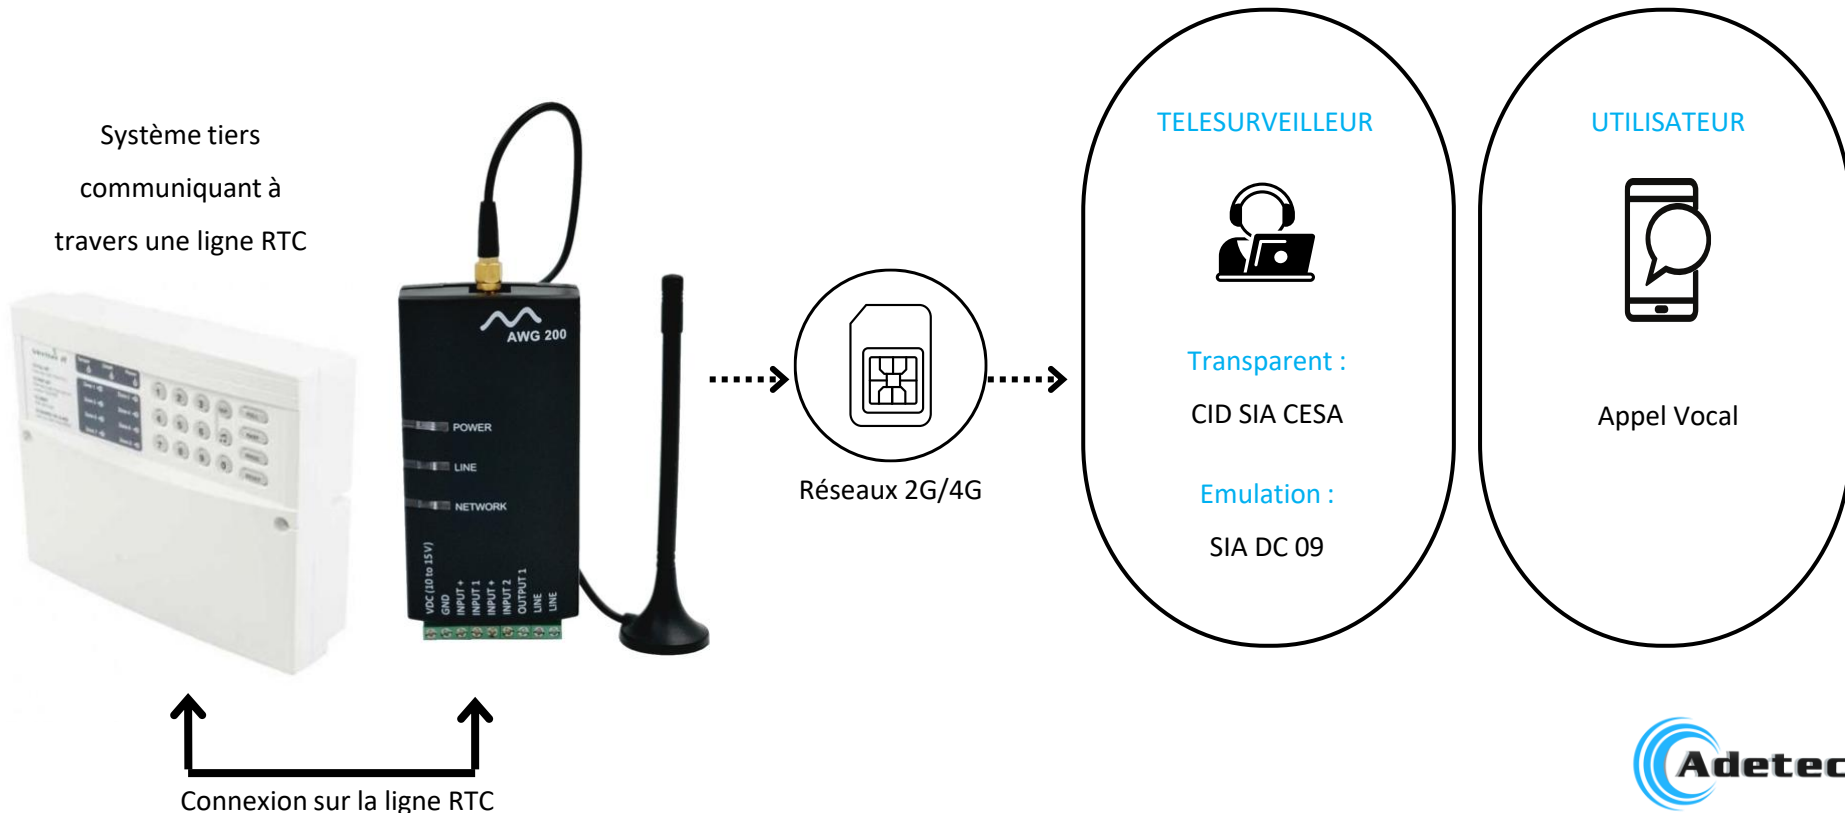 Système tiers
communiquant à
travers une ligne RTC
AWG 200
POWER
LINE
NETWORK
VDC (10 to 15 V)
GND
INPUT +
INPUT 1
INPUT +
INPUT 2
OUTPUT 1
LINE
LINE
Connexion sur la ligne RTC
Réseaux 2G/4G
TELESURVEILLEUR
Transparent :
CID SIA CESA
Emulation :
SIA DC 09
UTILISATEUR
Appel Vocal
Adetec